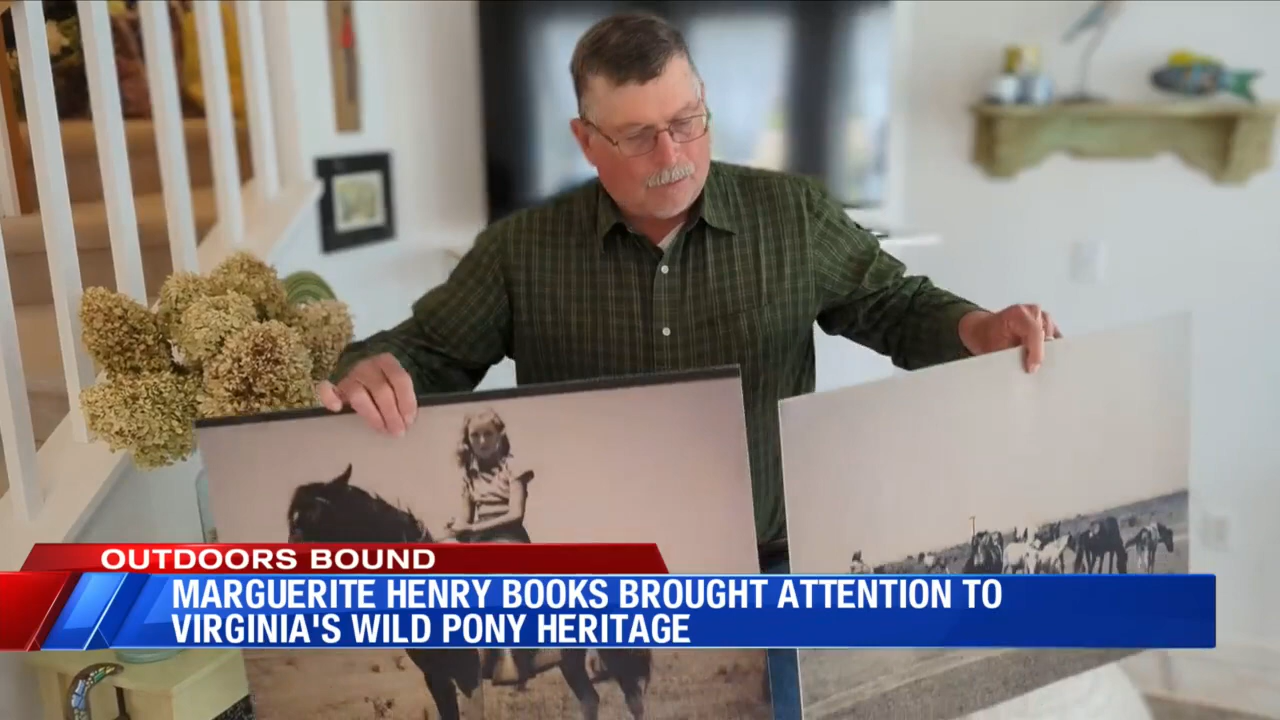 OUTDOORS BOUND
MARGUERITE HENRY BOOKS BROUGHT ATTENTION TO
VIRGINIA'S WILD PONY HERITAGE